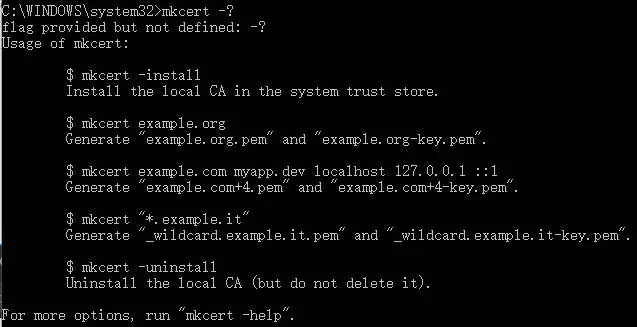 C:\WINDOWS\system32>mkcert -?
flag provided but not defined: -?
Usage of mkcert:
$ mkcert -install
Install the local CA in the system trust store.
$ mkcert example.org
Generate "example.org.pem" and "example.org-key.pem".
$ mkcert example.com myapp.dev localhost 127.0.0.1 ::1
Generate "example.com+4.pem" and "example.com+4-key.pem".
$ mkcert "*.example.it"
Generate "_wildcard.example.it.pem" and "_wildcard.example.it-key.pem".
$ mkcert -uninstall
Uninstall the local CA (but do not delete it).
For more options, run "mkcert -help".